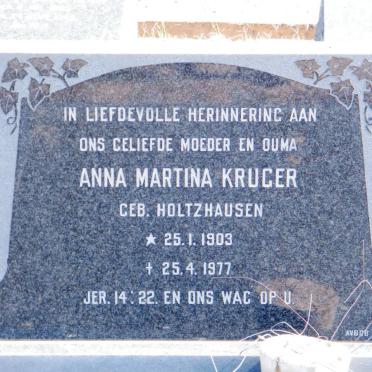 IN LIEFDEVOLLE HERINNERING AAN
ONS GELIEFDE MOEDER EN OUMA
ANNA MARTINA KRUGER
GEB. HOLTZHAUSEN
★ 25.1.1903
✝ 25.4.1977
JER. 14:22. EN ONS WAG OP U.
AVBOB